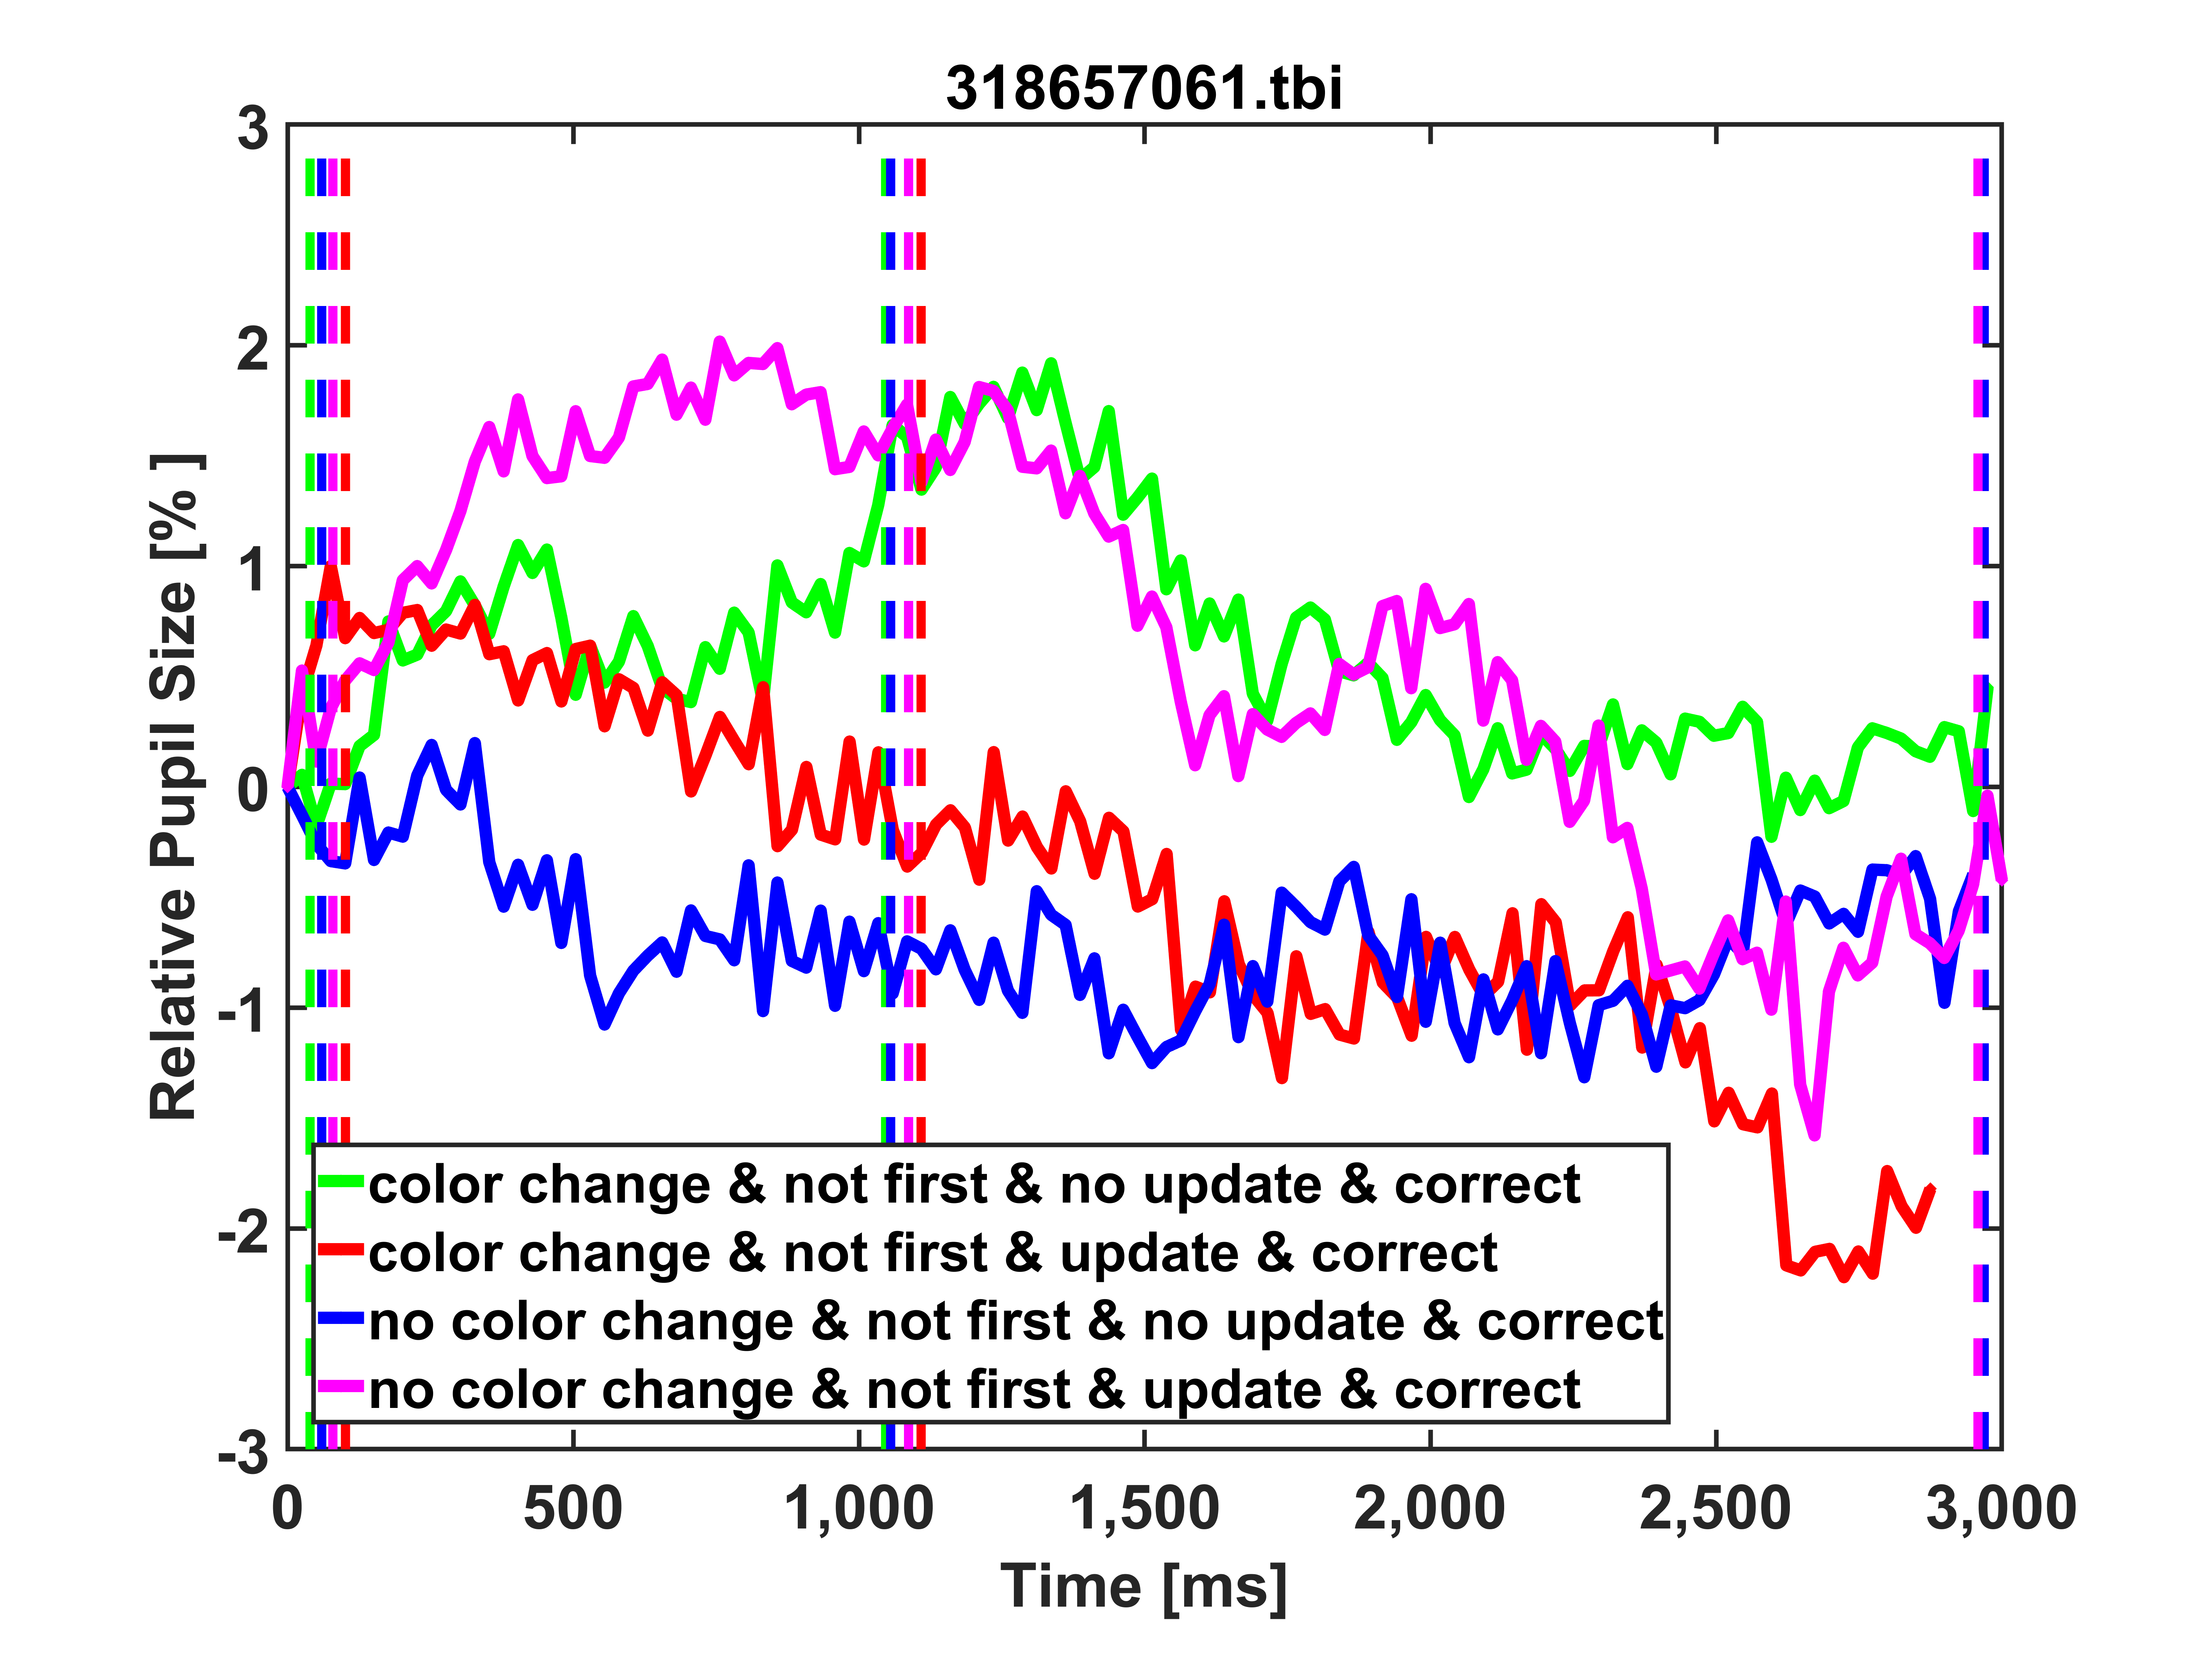 318657061.tbi
3
2
1
0
-1
-2
-3
Relative Pupil Size [% ]
color change & not first & no update & correct
color change & not first & update & correct
no color change & not first & no update & correct
no color change & not first & update & correct
0 500 1,000 1,500 2,000 2,500 3,000
Time [ms]